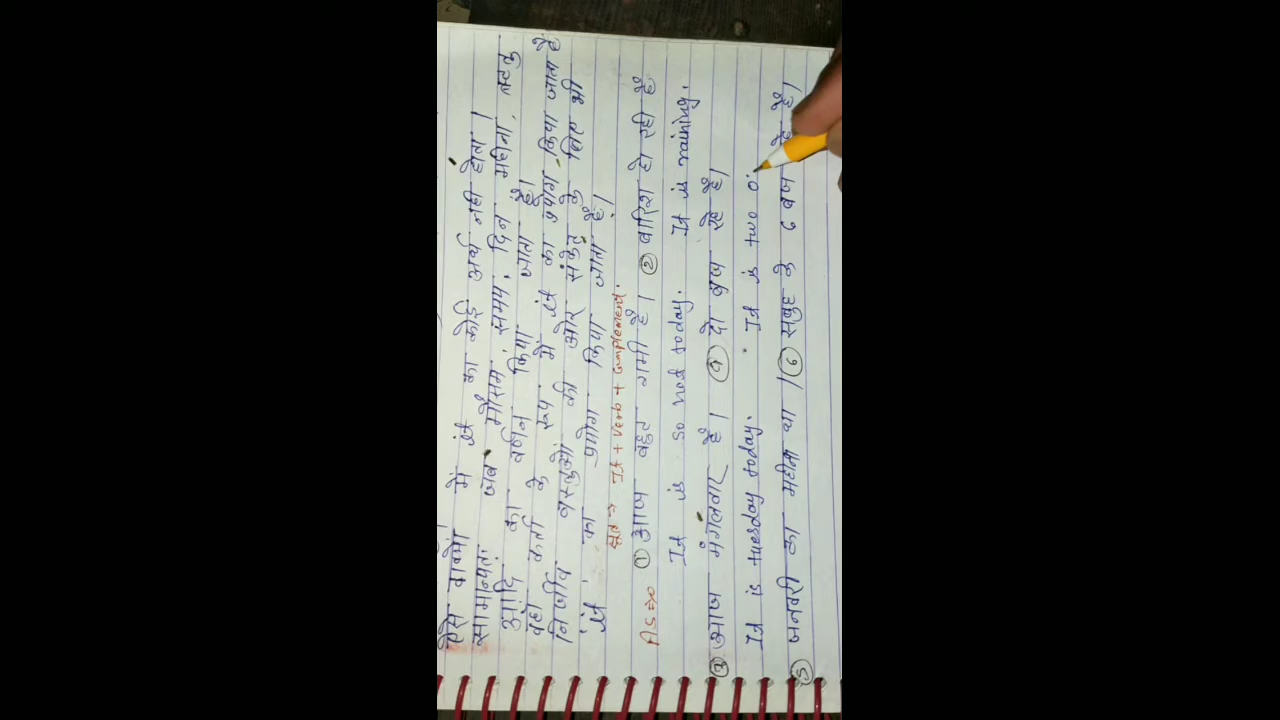 ऐसे वाक्यों में it का कोई अर्थ नही होता।
सामान्यतः जब मौसम, समय, दिन, महीना, ऋतु
आदि का वर्णन किया जाता है।
वहाँ कर्ता के रूप में it का प्रयोग किया जाता है
निर्जीव वस्तुओं की ओर संकेत के लिए भी
'it' का प्रयोग किया जाता है।
सूत्र → It + Verb + Complement.
As ⇒ ① आज बहुत गर्मी है। ② बारिश हो रही है
It is so hot today. It is raining.
③ आज मंगलवार है। ④ दो बज रहे है।
It is tuesday today. It is two o'
⑤ जनवरी का महीना था। ⑥ सुबह के 6 बज रहे है।